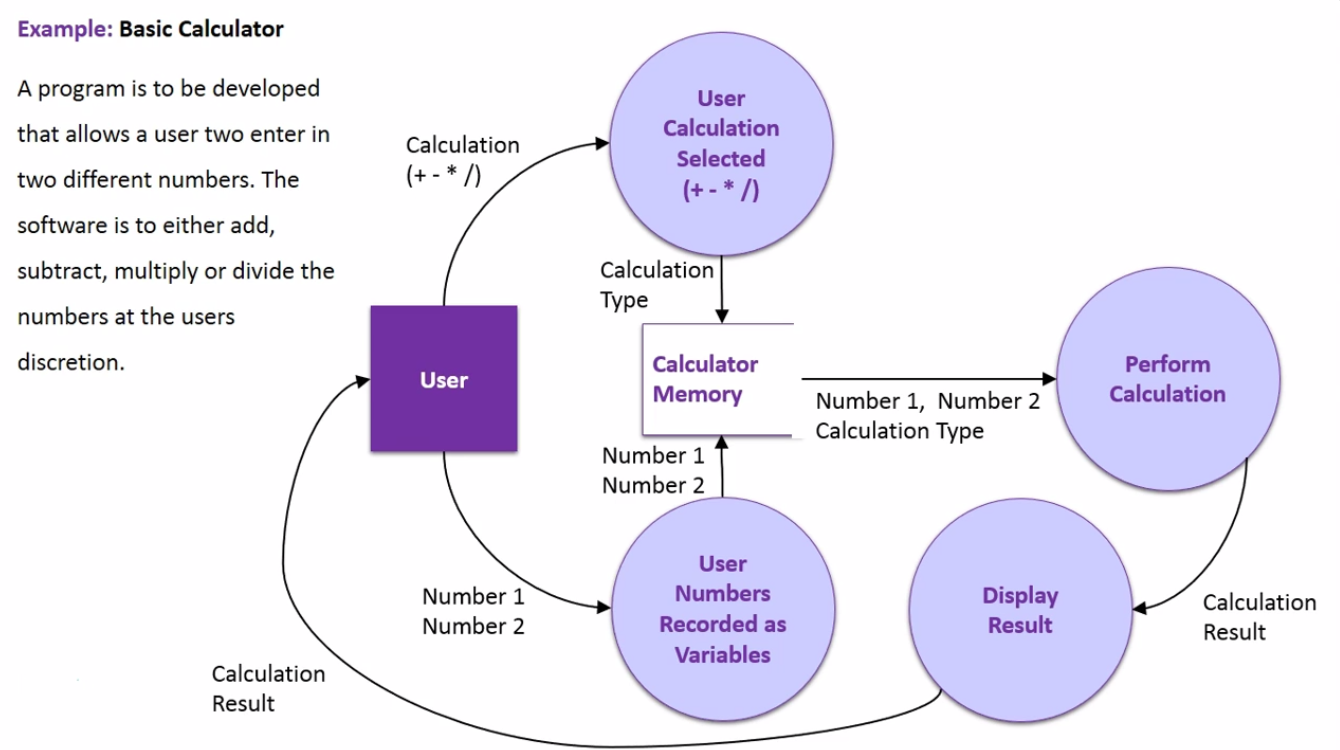 Example: Basic Calculator
A program is to be developed
that allows a user two enter in
two different numbers. The
software is to either add,
subtract, multiply or divide the
numbers at the users
discretion.
Calculation
(+ - * /)
User
Calculation
Selected
(+ - * /)
Calculation
Type
User
Calculator
Memory
Number 1, Number 2
Calculation Type
Perform
Calculation
Number 1
Number 2
Number 1
Number 2
User
Numbers
Recorded as
Variables
Display
Result
Calculation
Result
Calculation
Result